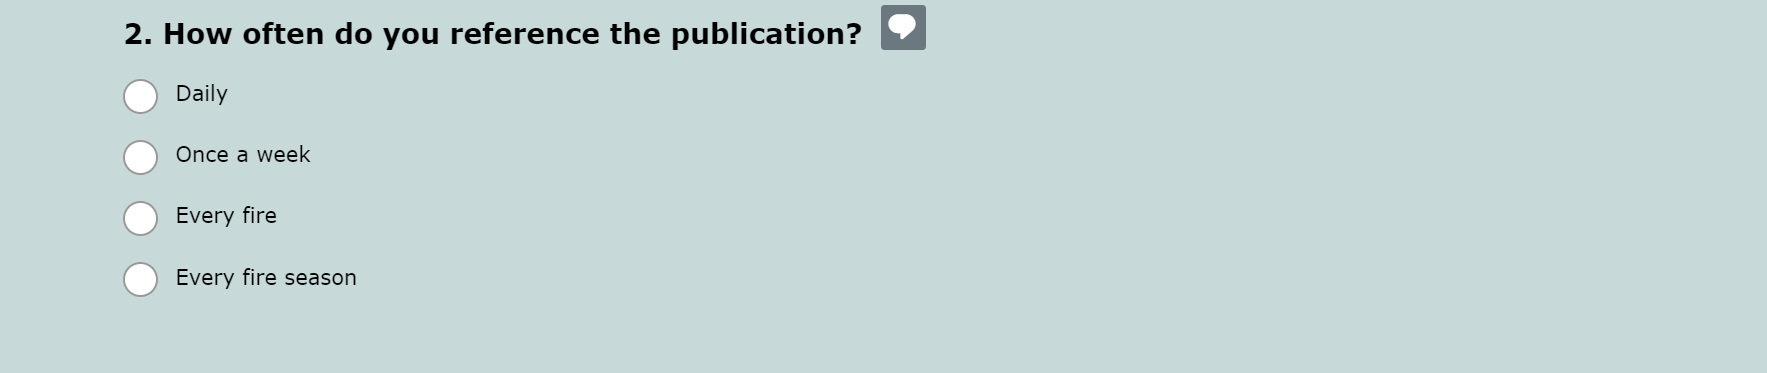 2. How often do you reference the publication?
Daily
Once a week
Every fire
Every fire season